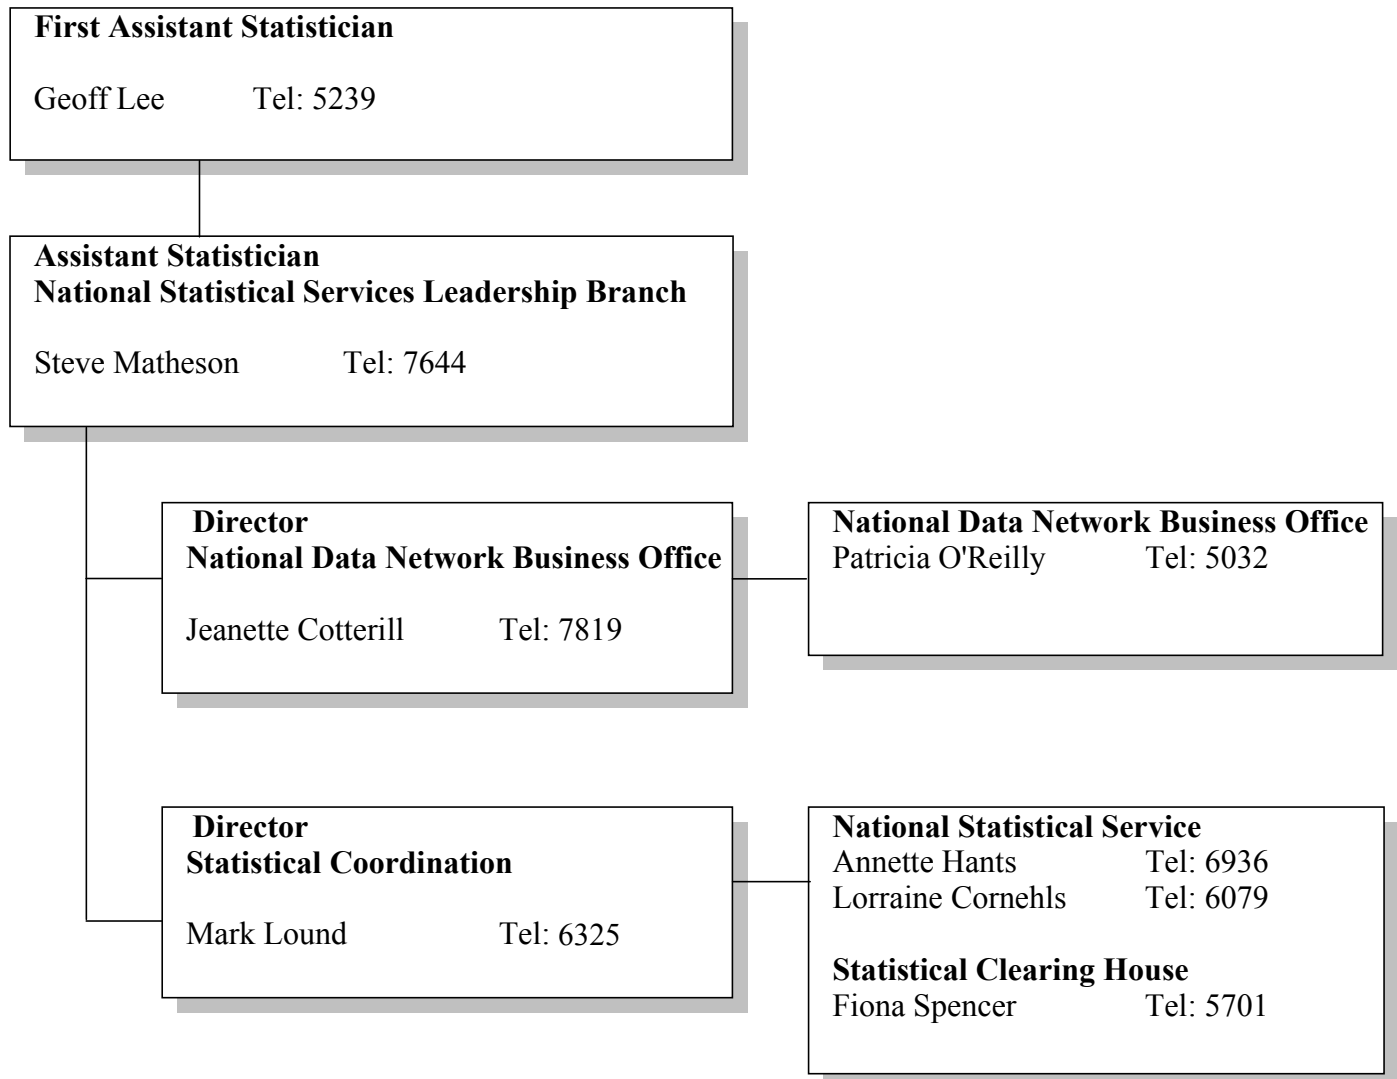 First Assistant Statistician
Geoff Lee Tel: 5239
Assistant Statistician
National Statistical Services Leadership Branch
Steve Matheson Tel: 7644
Director
National Data Network Business Office
Jeanette Cotterill Tel: 7819
National Data Network Business Office
Patricia O'Reilly Tel: 5032
Director
Statistical Coordination
Mark Lound Tel: 6325
National Statistical Service
Annette Hants Tel: 6936
Lorraine Cornehls Tel: 6079
Statistical Clearing House
Fiona Spencer Tel: 5701